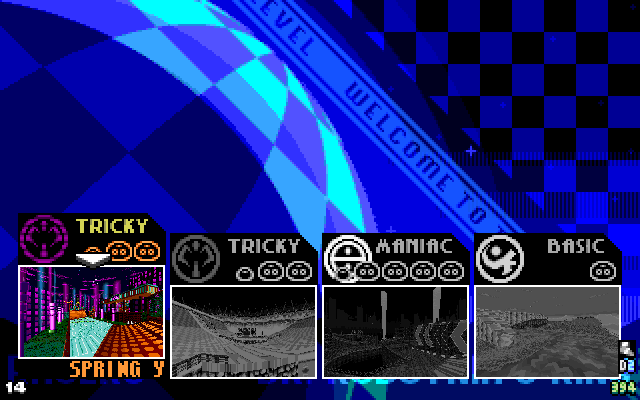 LEVEL WELCOME TO
TRICKY
TRICKY
MANIAC
BASIC
SPRING Y
14
394